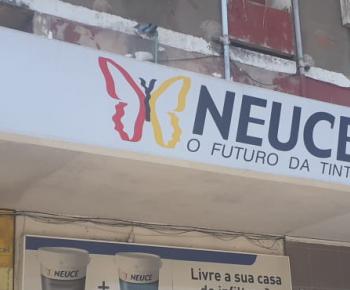 NEUCE
O FUTURO DA TINT
NEUCE + NEUCE
Livre a sua casa